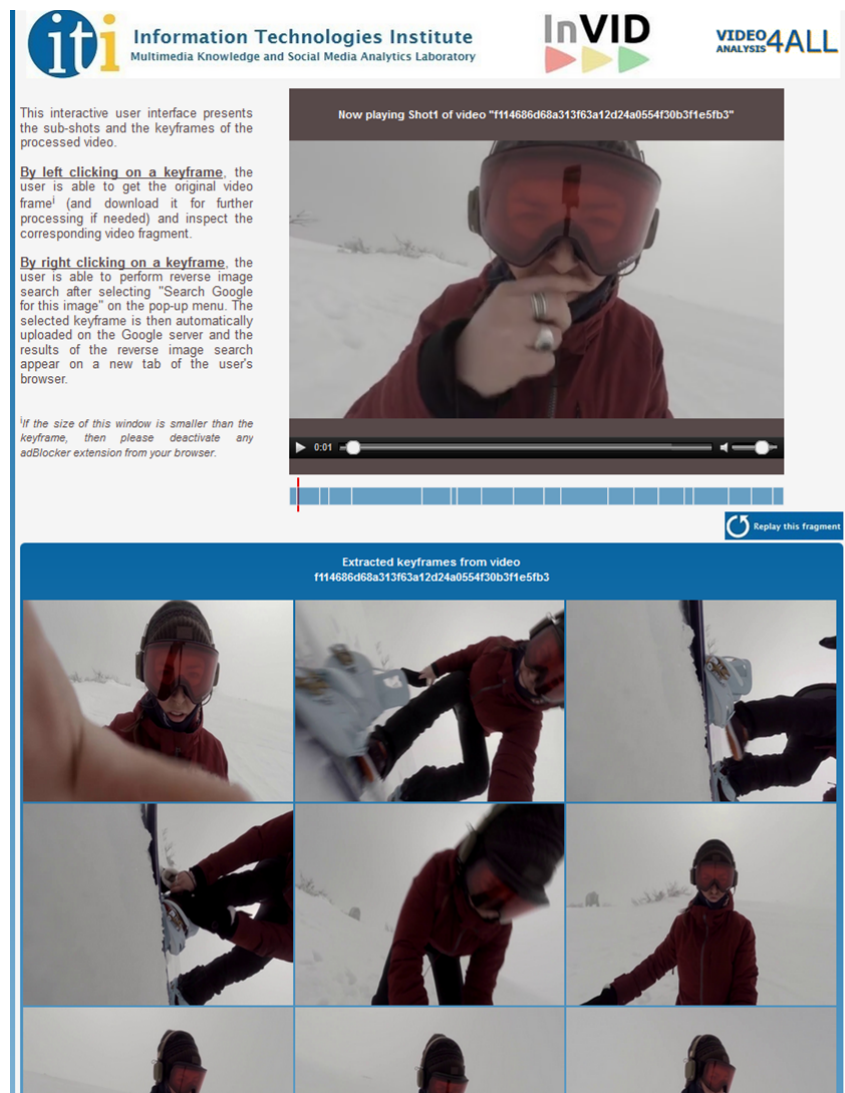 iti
Information Technologies Institute
Multimedia Knowledge and Social Media Analytics Laboratory
InVID
VIDEO
ANALYSIS
4ALL
This interactive user interface presents
the sub-shots and the keyframes of the
processed video.
By left clicking on a keyframe, the
user is able to get the original video
frameⁱ (and download it for further
processing if needed) and inspect the
corresponding video fragment.
By right clicking on a keyframe, the
user is able to perform reverse image
search after selecting "Search Google
for this image" on the pop-up menu. The
selected keyframe is then automatically
uploaded on the Google server and the
results of the reverse image search
appear on a new tab of the user's
browser.
ⁱIf the size of this window is smaller than the
keyframe, then please deactivate any
adBlocker extension from your browser.
Now playing Shot1 of video "f114686d68a313f63a12d24a0554f30b3f1e5fb3"
0:01
Replay this fragment
Extracted keyframes from video
f114686d68a313f63a12d24a0554f30b3f1e5fb3